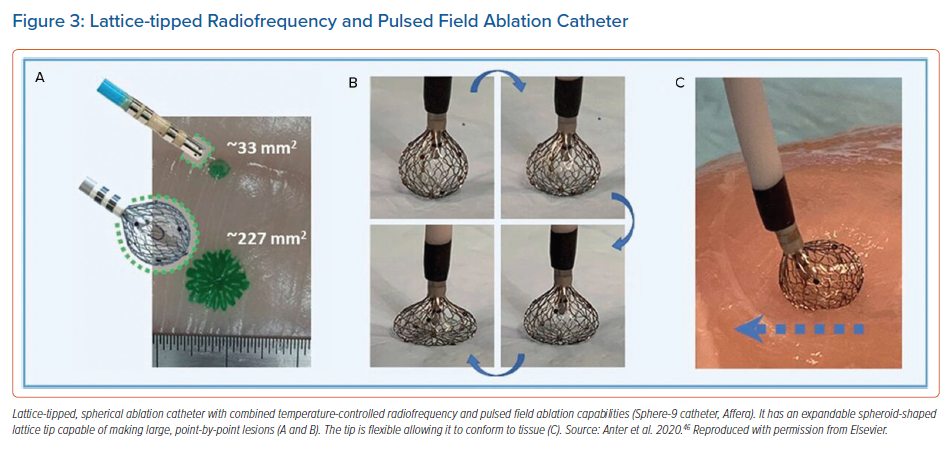 Figure 3: Lattice-tipped Radiofrequency and Pulsed Field Ablation Catheter
A
~33 mm²
~227 mm²
B
C
Lattice-tipped, spherical ablation catheter with combined temperature-controlled radiofrequency and pulsed field ablation capabilities (Sphere-9 catheter, Affera). It has an expandable spheroid-shaped
lattice tip capable of making large, point-by-point lesions (A and B). The tip is flexible allowing it to conform to tissue (C). Source: Anter et al. 2020.⁴⁶ Reproduced with permission from Elsevier.